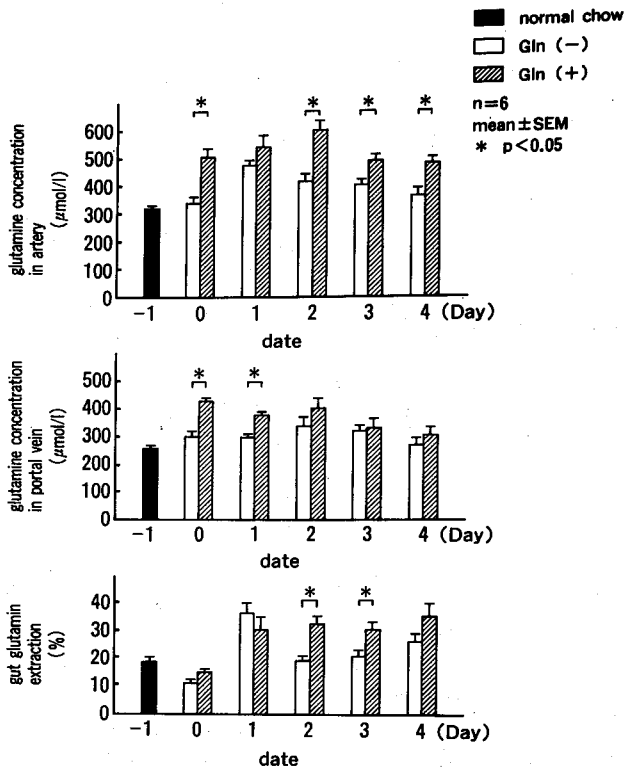 normal chow
Gln (−)
Gln (+)
n=6
mean±SEM
* p<0.05
glutamine concentration
in artery
(μmol/l)
600
500
400
300
200
100
0
* * * *
−1 0 1 2 3 4 (Day)
date
glutamine concentration
in portal vein
(μmol/l)
500
400
300
200
100
0
* *
−1 0 1 2 3 4 (Day)
date
gut glutamin
extraction
(%)
40
30
20
10
0
* *
−1 0 1 2 3 4 (Day)
date